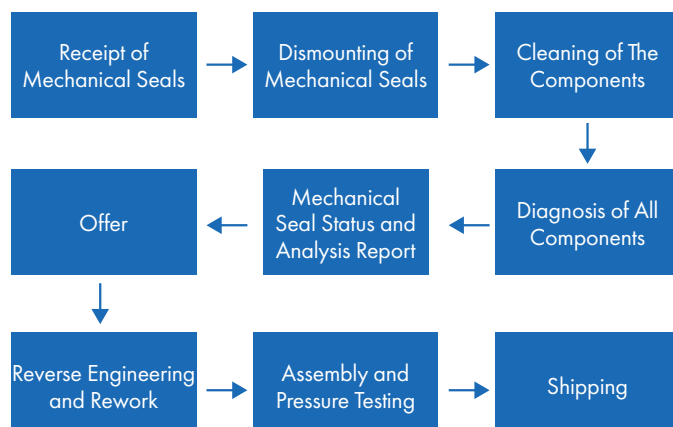 Receipt of
Mechanical Seals
Dismounting of
Mechanical Seals
Cleaning of The
Components
Diagnosis of All
Components
Mechanical
Seal Status and
Analysis Report
Offer
Reverse Engineering
and Rework
Assembly and
Pressure Testing
Shipping